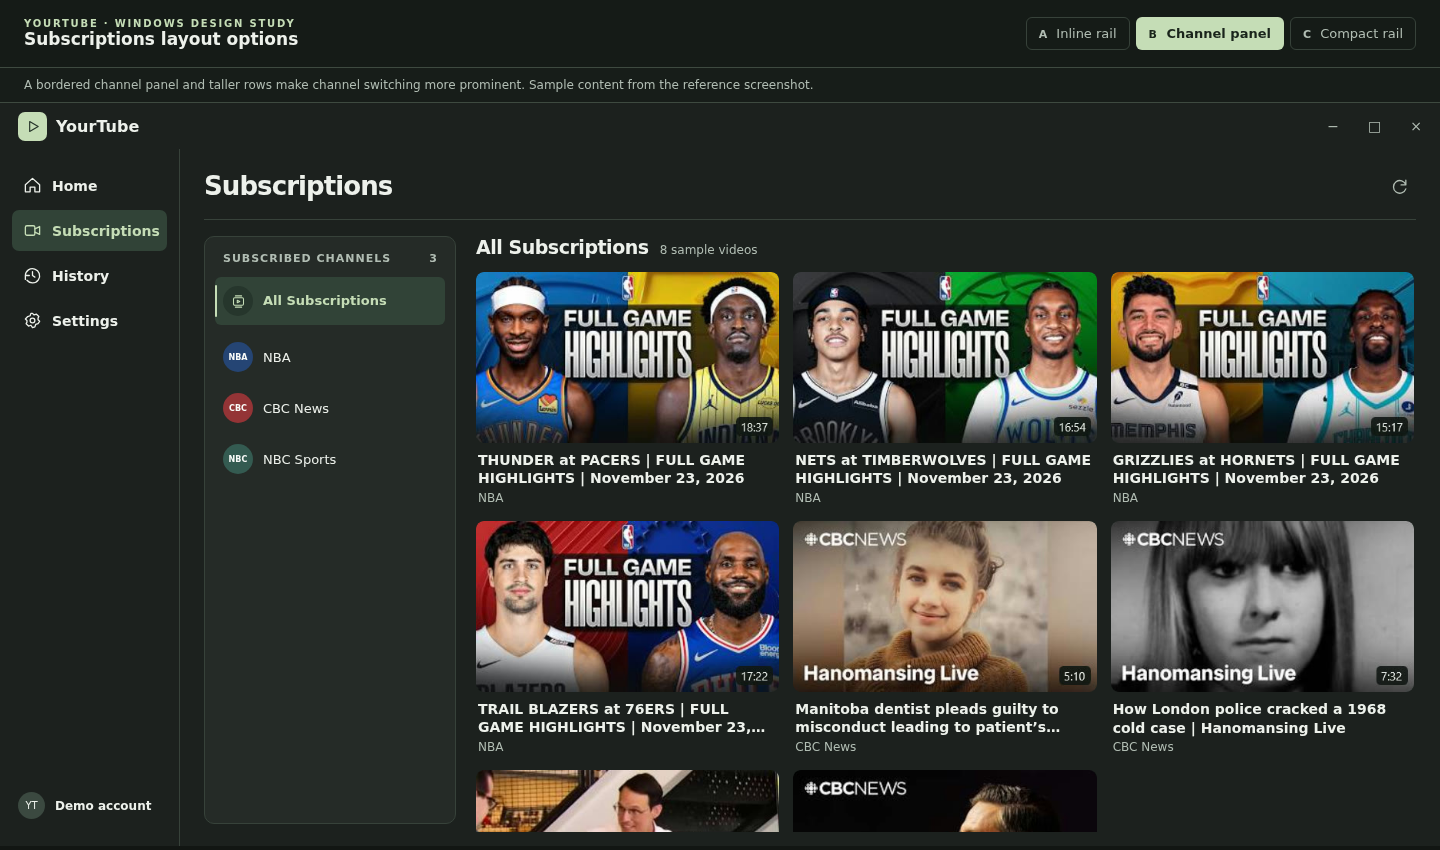 YOURTUBE · WINDOWS DESIGN STUDY
Subscriptions layout options
A Inline rail
B Channel panel
C Compact rail
A bordered channel panel and taller rows make channel switching more prominent. Sample content from the reference screenshot.
YourTube
Home
Subscriptions
History
Settings
YT Demo account
Subscriptions
SUBSCRIBED CHANNELS 3
All Subscriptions
NBA NBA
CBC CBC News
NBC NBC Sports
All Subscriptions 8 sample videos
FULL GAME
HIGHLIGHTS
THUNDER
18:37
THUNDER at PACERS | FULL GAME
HIGHLIGHTS | November 23, 2026
NBA
FULL GAME
HIGHLIGHTS
16:54
NETS at TIMBERWOLVES | FULL GAME
HIGHLIGHTS | November 23, 2026
NBA
FULL GAME
HIGHLIGHTS
MEMPHIS
15:17
GRIZZLIES at HORNETS | FULL GAME
HIGHLIGHTS | November 23, 2026
NBA
FULL GAME
HIGHLIGHTS
17:22
TRAIL BLAZERS at 76ERS | FULL
GAME HIGHLIGHTS | November 23,...
NBA
CBCNEWS
Hanomansing Live
5:10
Manitoba dentist pleads guilty to
misconduct leading to patient’s...
CBC News
CBCNEWS
Hanomansing Live
7:32
How London police cracked a 1968
cold case | Hanomansing Live
CBC News
CBCNEWS